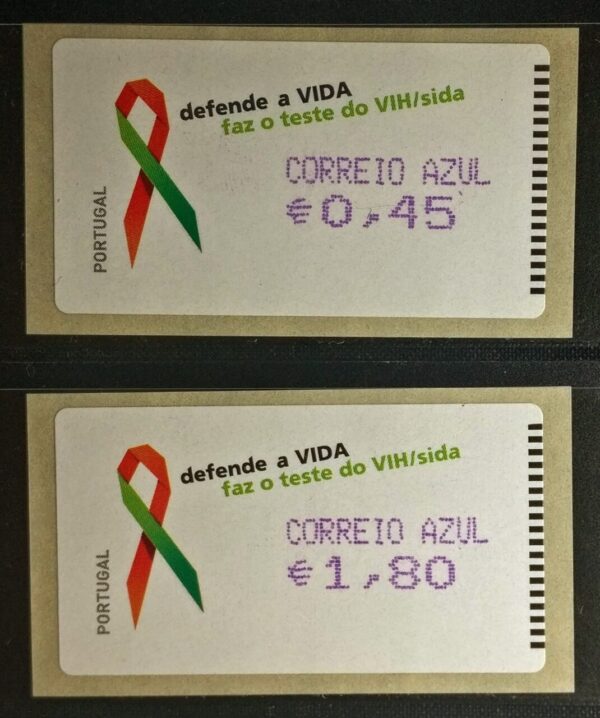 defende a VIDA
faz o teste do VIH/sida
CORREIO AZUL
€0,45
PORTUGAL
defende a VIDA
faz o teste do VIH/sida
CORREIO AZUL
€1,80
PORTUGAL